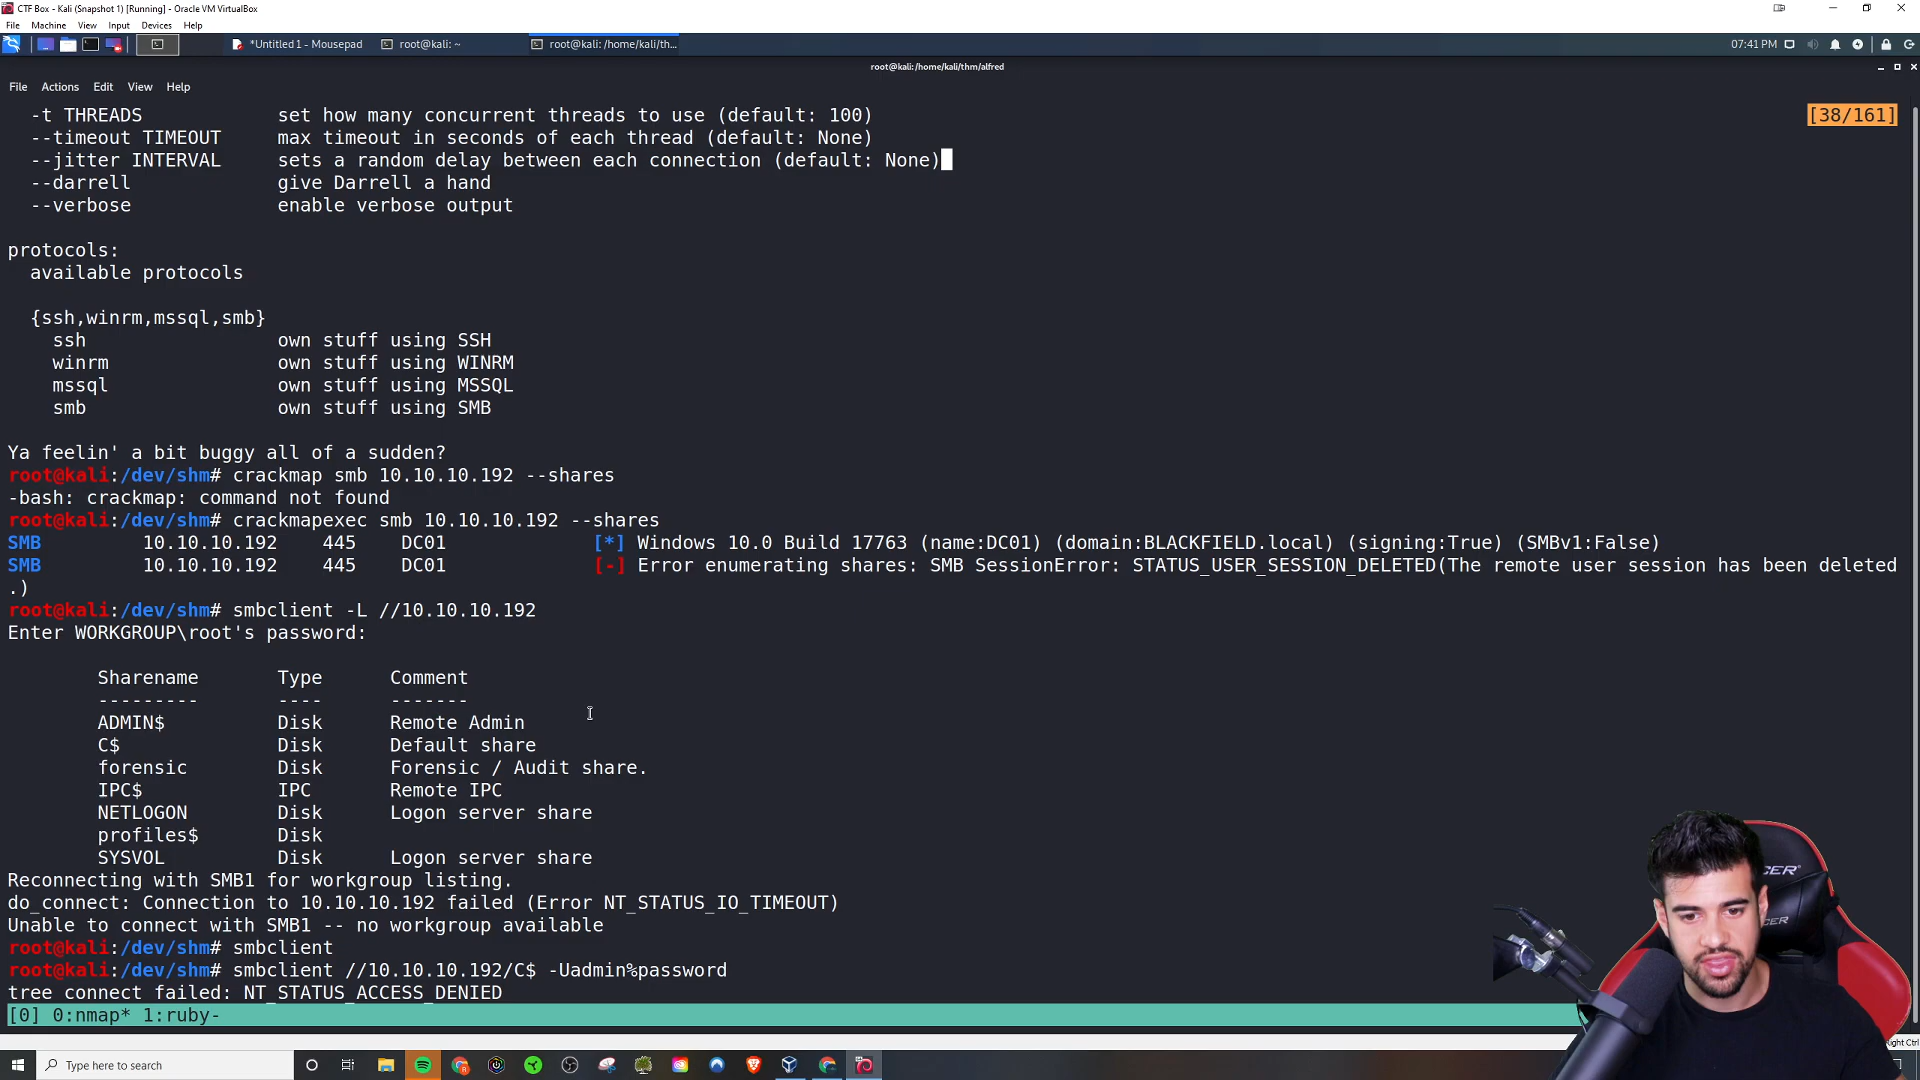 CTF Box - Kali (Snapshot 1) [Running] - Oracle VM VirtualBox
File Machine View Input Devices Help
*Untitled 1 - Mousepad root@kali: ~ root@kali: /home/kali/th... 07:41 PM
root@kali: /home/kali/thm/alfred
File Actions Edit View Help
-t THREADS set how many concurrent threads to use (default: 100) [38/161]
--timeout TIMEOUT max timeout in seconds of each thread (default: None)
--jitter INTERVAL sets a random delay between each connection (default: None)
--darrell give Darrell a hand
--verbose enable verbose output
protocols:
available protocols
{ssh,winrm,mssql,smb}
ssh own stuff using SSH
winrm own stuff using WINRM
mssql own stuff using MSSQL
smb own stuff using SMB
Ya feelin' a bit buggy all of a sudden?
root@kali:/dev/shm# crackmap smb 10.10.10.192 --shares
-bash: crackmap: command not found
root@kali:/dev/shm# crackmapexec smb 10.10.10.192 --shares
SMB 10.10.10.192 445 DC01 [*] Windows 10.0 Build 17763 (name:DC01) (domain:BLACKFIELD.local) (signing:True) (SMBv1:False)
SMB 10.10.10.192 445 DC01 [-] Error enumerating shares: SMB SessionError: STATUS_USER_SESSION_DELETED(The remote user session has been deleted
.)
root@kali:/dev/shm# smbclient -L //10.10.10.192
Enter WORKGROUP\root's password:
Sharename Type Comment
--------- ---- -------
ADMIN$ Disk Remote Admin
C$ Disk Default share
forensic Disk Forensic / Audit share.
IPC$ IPC Remote IPC
NETLOGON Disk Logon server share
profiles$ Disk
SYSVOL Disk Logon server share
Reconnecting with SMB1 for workgroup listing.
do_connect: Connection to 10.10.10.192 failed (Error NT_STATUS_IO_TIMEOUT)
Unable to connect with SMB1 -- no workgroup available
root@kali:/dev/shm# smbclient
root@kali:/dev/shm# smbclient //10.10.10.192/C$ -Uadmin%password
tree connect failed: NT_STATUS_ACCESS_DENIED
[0] 0:nmap* 1:ruby-
Right Ctrl
Type here to search